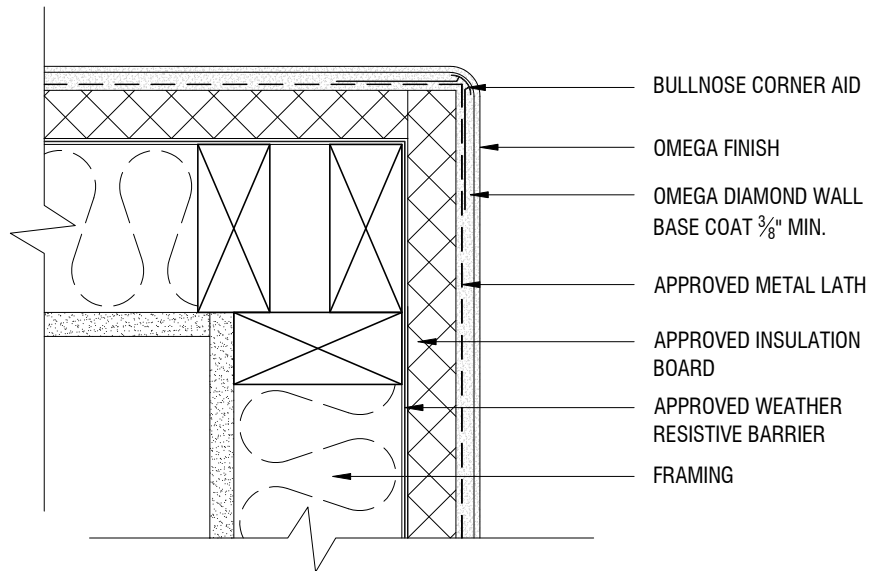 BULLNOSE CORNER AID
OMEGA FINISH
OMEGA DIAMOND WALL
BASE COAT ⅜" MIN.
APPROVED METAL LATH
APPROVED INSULATION
BOARD
APPROVED WEATHER
RESISTIVE BARRIER
FRAMING